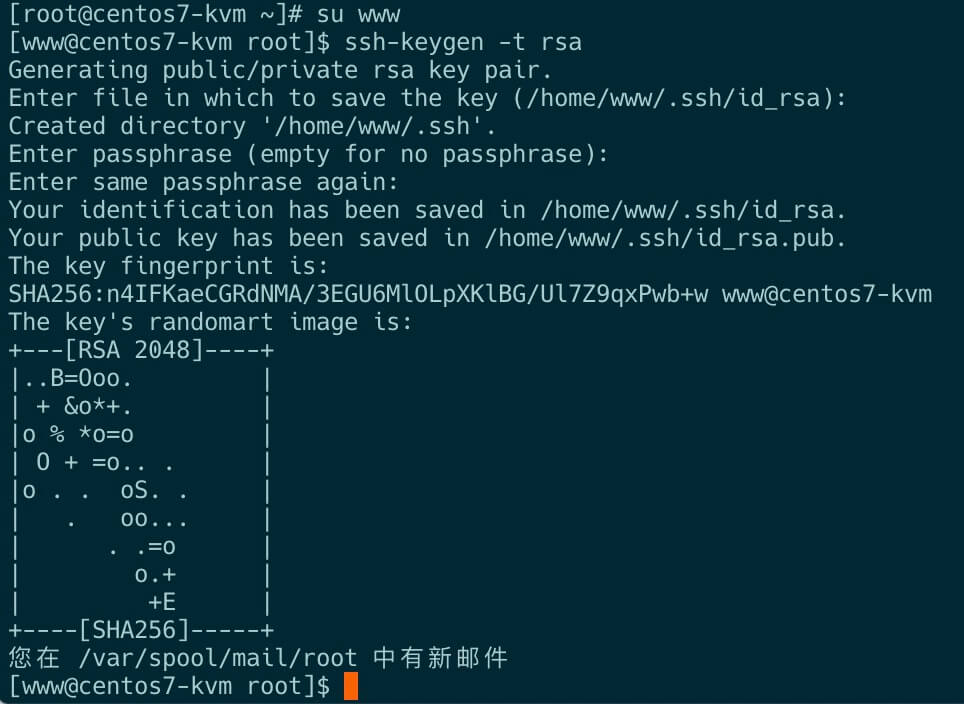 [root@centos7-kvm ~]# su www
[www@centos7-kvm root]$ ssh-keygen -t rsa
Generating public/private rsa key pair.
Enter file in which to save the key (/home/www/.ssh/id_rsa):
Created directory '/home/www/.ssh'.
Enter passphrase (empty for no passphrase):
Enter same passphrase again:
Your identification has been saved in /home/www/.ssh/id_rsa.
Your public key has been saved in /home/www/.ssh/id_rsa.pub.
The key fingerprint is:
SHA256:n4IFKaeCGRdNMA/3EGU6MlOLpXKlBG/Ul7Z9qxPwb+w www@centos7-kvm
The key's randomart image is:
+---[RSA 2048]----+
|..B=Ooo.         |
| + &o*+.         |
|o % *o=o         |
| O + =o.. .      |
|o . .  oS. .     |
|   .   oo...     |
|      . .=o      |
|        o.+      |
|         +E      |
+----[SHA256]-----+
您在 /var/spool/mail/root 中有新邮件
[www@centos7-kvm root]$